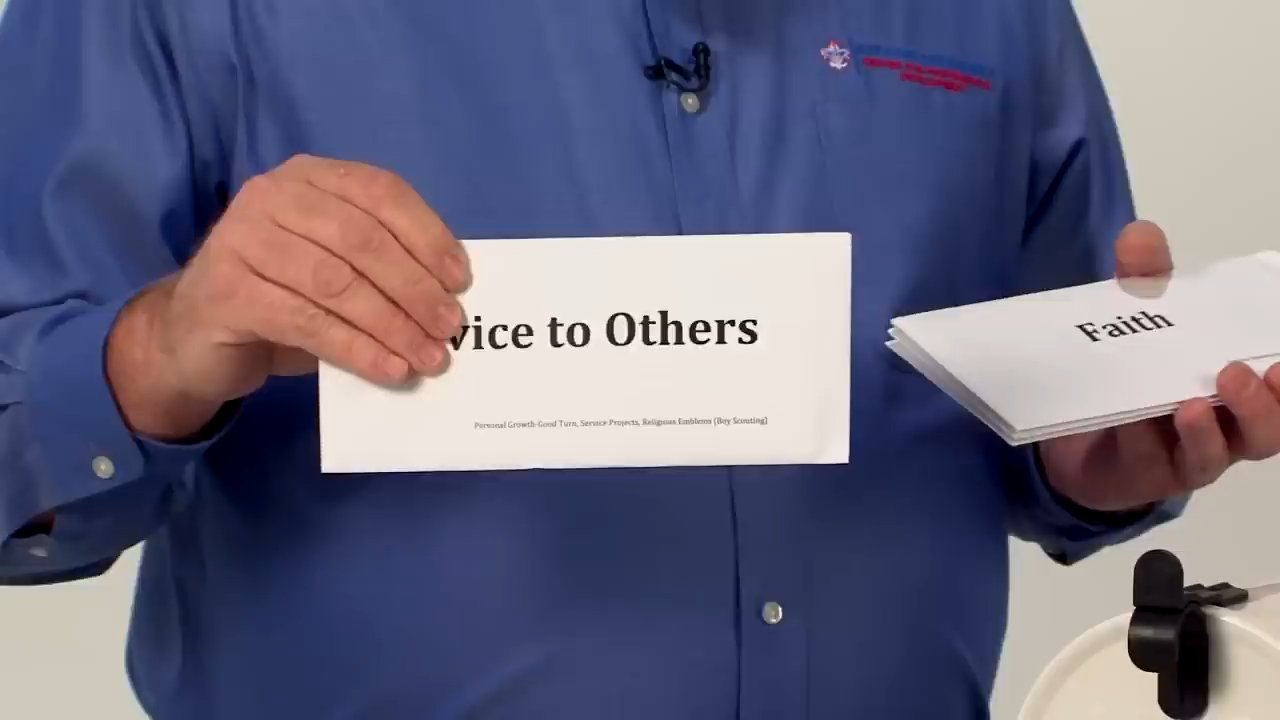 vice to Others
Personal Growth-Good Turn, Service Projects, Religious Emblems (Boy Scouting)
Faith